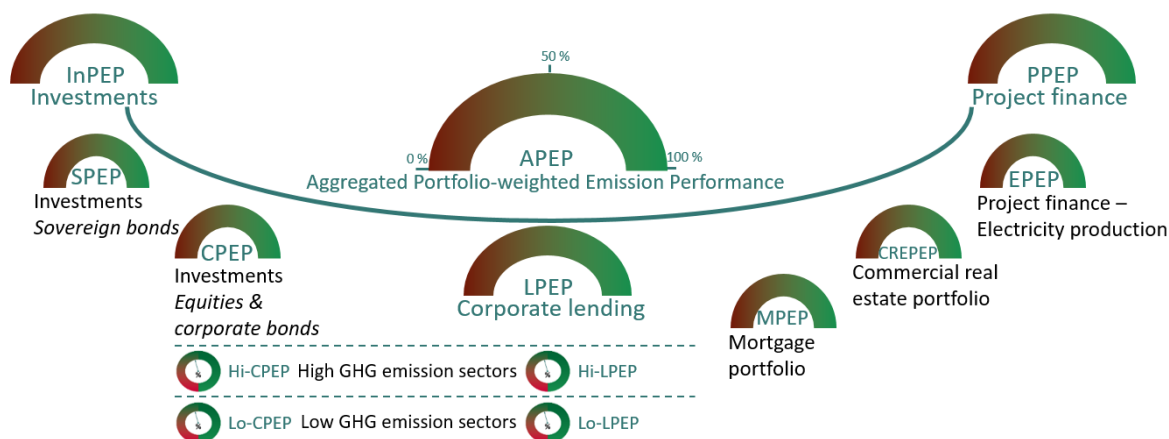 InPEP
Investments
50 %
0 %
100 %
APEP
Aggregated Portfolio-weighted Emission Performance
PPEP
Project finance
SPEP
Investments
Sovereign bonds
CPEP
Investments
Equities &
corporate bonds
LPEP
Corporate lending
MPEP
Mortgage
portfolio
CREPEP
Commercial real
estate portfolio
EPEP
Project finance –
Electricity production
Hi-CPEP High GHG emission sectors Hi-LPEP
Lo-CPEP Low GHG emission sectors Lo-LPEP